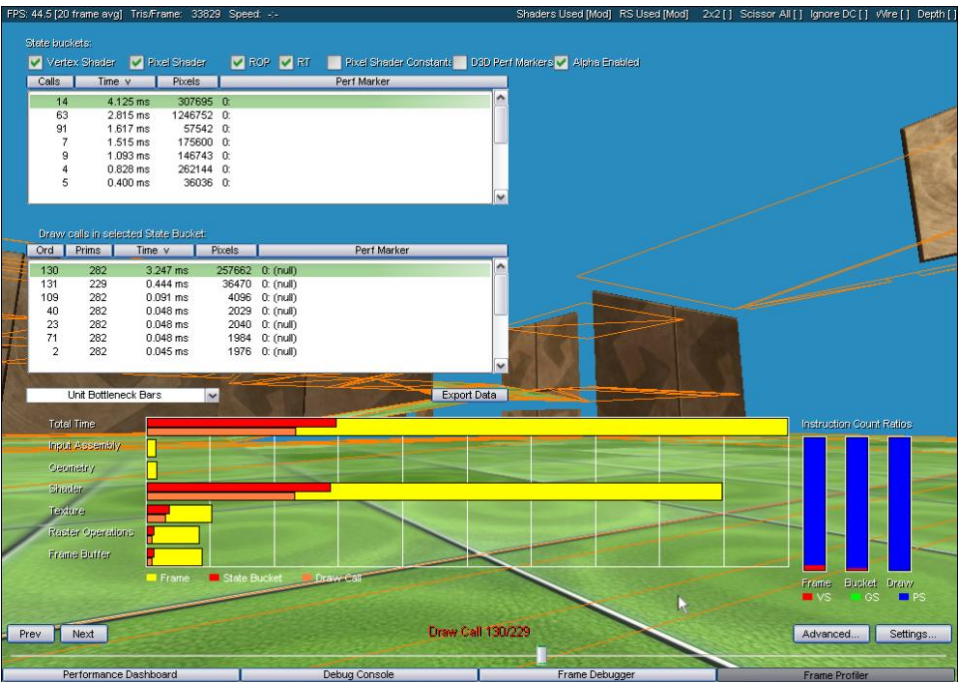 FPS: 44.5 [20 frame avg] Tris/Frame: 33829 Speed: -:- Shaders Used [Mod] RS Used [Mod] 2x2 [ ] Scissor All [ ] Ignore DC [ ] Wire [ ] Depth [ ]
State buckets:
Vertex Shader Pixel Shader ROP RT Pixel Shader Constants D3D Perf Markers Alpha Enabled
Calls Time v Pixels Perf Marker
14 4.125 ms 307695 0:
63 2.815 ms 1246752 0:
91 1.617 ms 57542 0:
7 1.515 ms 175600 0:
9 1.093 ms 146743 0:
4 0.828 ms 262144 0:
5 0.400 ms 36036 0:
Draw calls in selected State Bucket:
Ord Prims Time v Pixels Perf Marker
130 282 3.247 ms 257662 0: (null)
131 229 0.444 ms 36470 0: (null)
109 282 0.091 ms 4096 0: (null)
40 282 0.048 ms 2029 0: (null)
23 282 0.048 ms 2040 0: (null)
71 282 0.048 ms 1984 0: (null)
2 282 0.045 ms 1976 0: (null)
Unit Bottleneck Bars Export Data
Total Time Instruction Count Ratios
Input Assembly
Geometry
Shader
Texture
Raster Operations
Frame Buffer
Frame State Bucket Draw Call Frame Bucket Draw
VS GS PS
Prev Next Draw Call 130/229 Advanced... Settings...
Performance Dashboard Debug Console Frame Debugger Frame Profiler